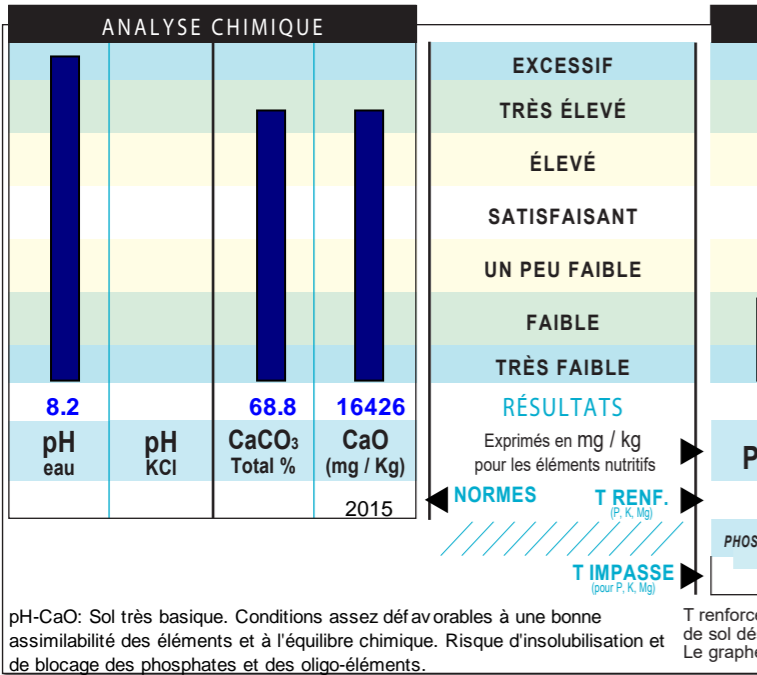 ANALYSE CHIMIQUE
EXCESSIF
TRÈS ÉLEVÉ
ÉLEVÉ
SATISFAISANT
UN PEU FAIBLE
FAIBLE
TRÈS FAIBLE
8.2 68.8 16426 RÉSULTATS
pH eau
pH KCl
CaCO₃ Total %
CaO (mg / Kg)
2015
Exprimés en mg / kg
pour les éléments nutritifs
P
NORMES T RENF.
(P, K, Mg)
PHOS
T IMPASSE
(pour P, K, Mg)
pH-CaO: Sol très basique. Conditions assez défavorables à une bonne
assimilabilité des éléments et à l'équilibre chimique. Risque d'insolubilisation et
de blocage des phosphates et des oligo-éléments.
T renforcé
de sol dés
Le graphe